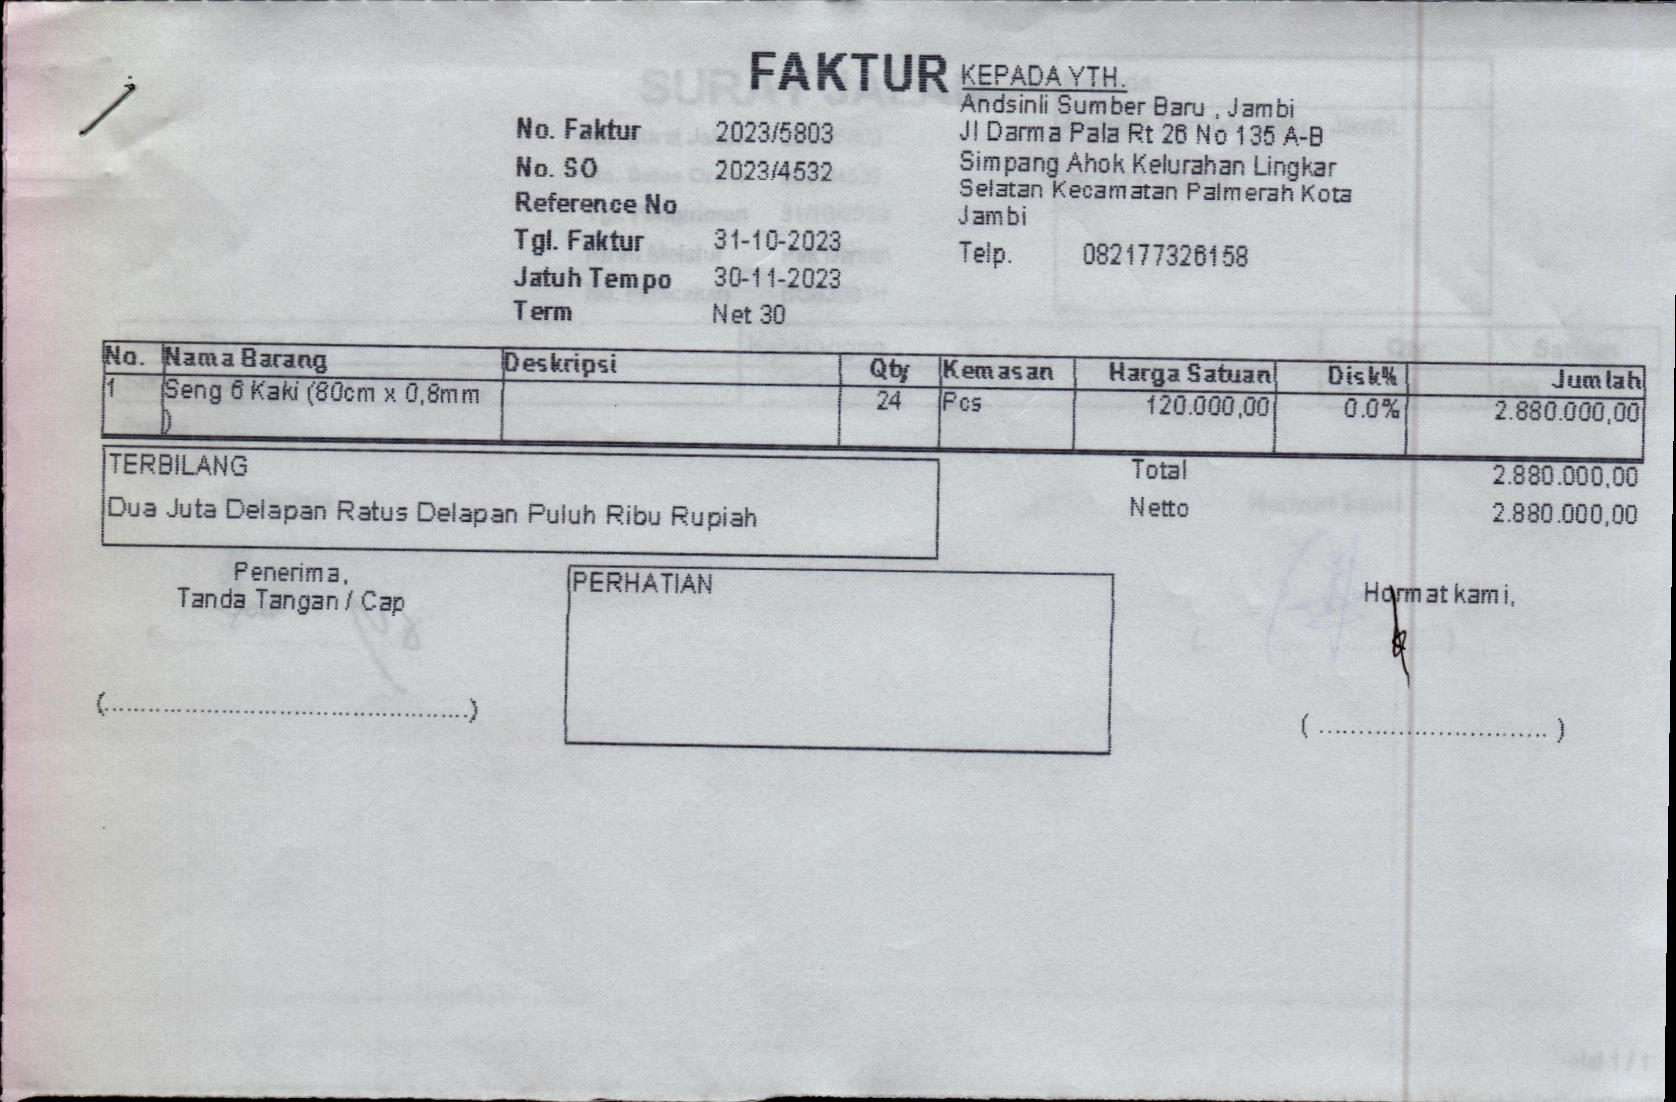 FAKTUR
No. Faktur 2023/5803
No. SO 2023/4532
Reference No
Tgl. Faktur 31-10-2023
Jatuh Tempo 30-11-2023
Term Net 30
KEPADA YTH.
Andsinli Sumber Baru , Jambi
Jl Darma Pala Rt 26 No 135 A-B
Simpang Ahok Kelurahan Lingkar
Selatan Kecamatan Palmerah Kota
Jambi
Telp. 082177326158
No. Nama Barang Deskripsi Qty Kemasan Harga Satuan Disk% Jumlah
1 Seng 6 Kaki (80cm x 0,8mm 24 Pcs 120.000,00 0.0% 2.880.000,00
)
TERBILANG
Dua Juta Delapan Ratus Delapan Puluh Ribu Rupiah
Total 2.880.000,00
Netto 2.880.000,00
Penerima,
Tanda Tangan / Cap
(..................................................)
PERHATIAN
Hormat kami,
( ............................... )